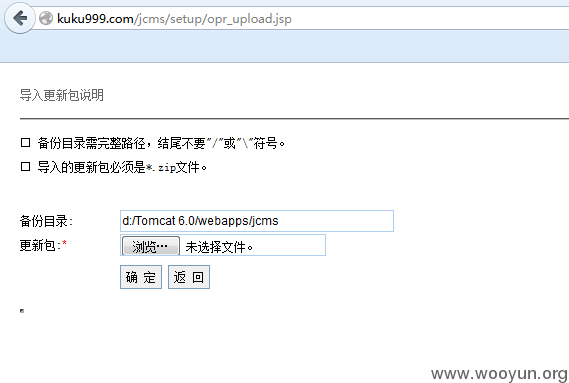 kuku999.com/jcms/setup/opr_upload.jsp
导入更新包说明
备份目录需完整路径，结尾不要"/"或"\"符号。
导入的更新包必须是*.zip文件。
备份目录: d:/Tomcat 6.0/webapps/jcms
更新包:* 浏览… 未选择文件。
确 定 返 回
www.wooyun.org